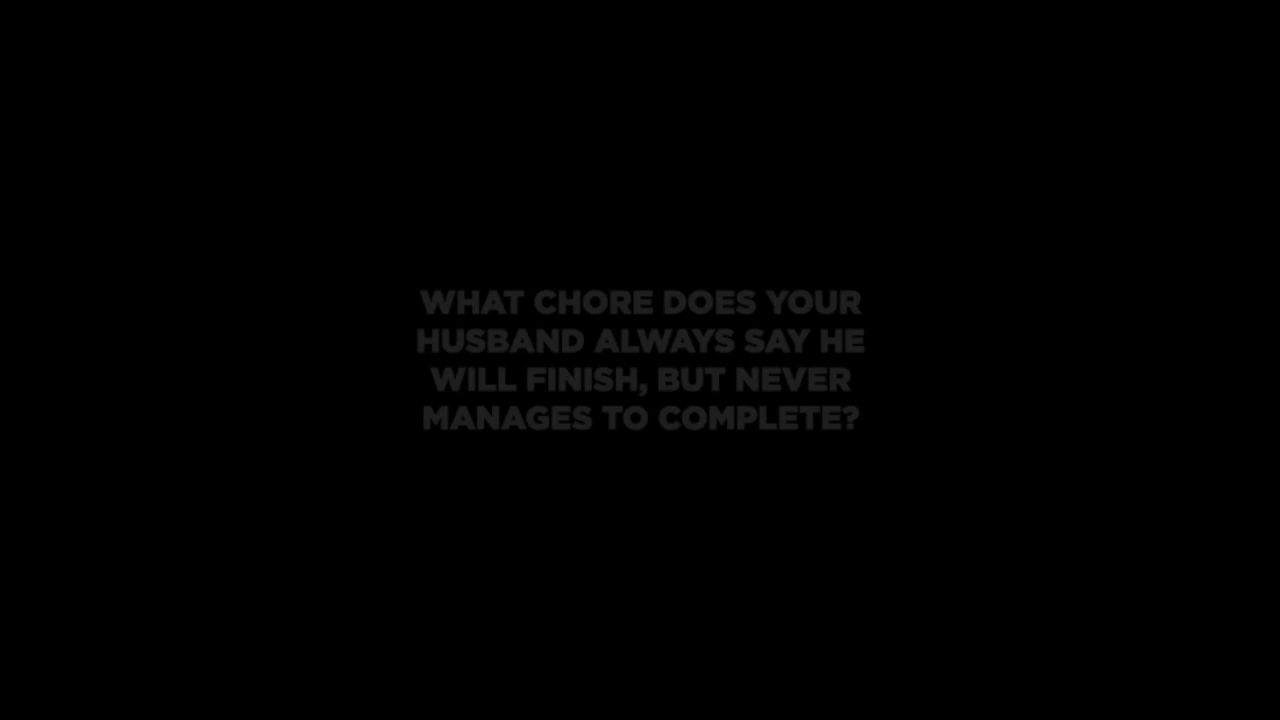 WHAT CHORE DOES YOUR
HUSBAND ALWAYS SAY HE
WILL FINISH, BUT NEVER
MANAGES TO COMPLETE?